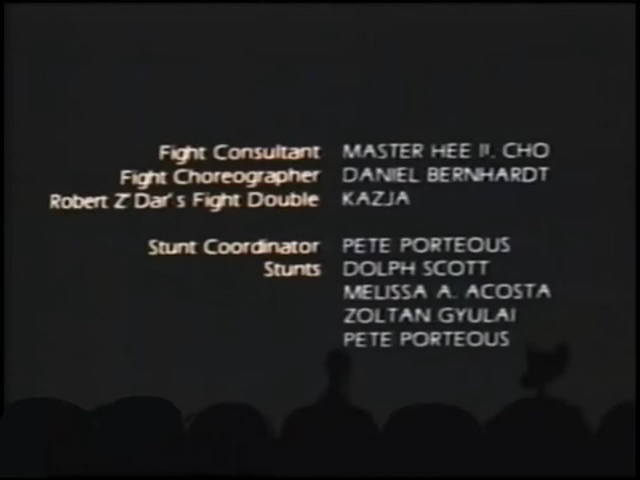 Fight Consultant MASTER HEE IL CHO
Fight Choreographer DANIEL BERNHARDT
Robert Z'Dar's Fight Double KAZJA
Stunt Coordinator PETE PORTEOUS
Stunts DOLPH SCOTT
MELISSA A. ACOSTA
ZOLTAN GYULAI
PETE PORTEOUS